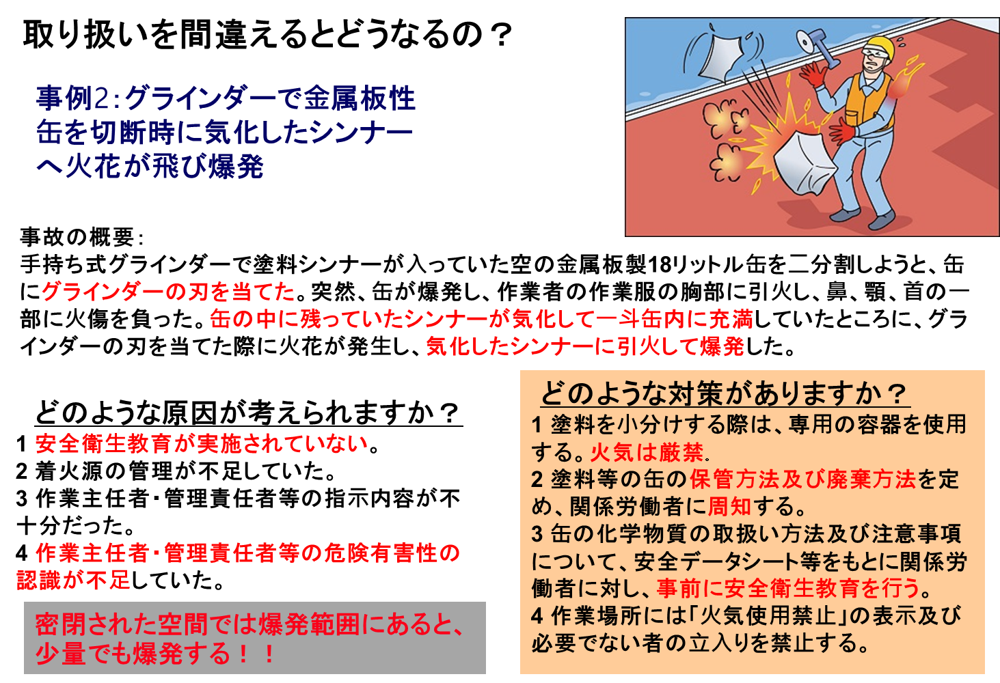 取り扱いを間違えるとどうなるの？
事例2：グラインダーで金属板性
缶を切断時に気化したシンナー
へ火花が飛び爆発
事故の概要：
手持ち式グラインダーで塗料シンナーが入っていた空の金属板製18リットル缶を二分割しようと、缶
にグラインダーの刃を当てた。突然、缶が爆発し、作業者の作業服の胸部に引火し、鼻、顎、首の一
部に火傷を負った。缶の中に残っていたシンナーが気化して一斗缶内に充満していたところに、グラ
インダーの刃を当てた際に火花が発生し、気化したシンナーに引火して爆発した。
どのような原因が考えられますか？
1 安全衛生教育が実施されていない。
2 着火源の管理が不足していた。
3 作業主任者・管理責任者等の指示内容が不
十分だった。
4 作業主任者・管理責任者等の危険有害性の
認識が不足していた。
密閉された空間では爆発範囲にあると、
少量でも爆発する！！
どのような対策がありますか？
1 塗料を小分けする際は、専用の容器を使用
する。火気は厳禁.
2 塗料等の缶の保管方法及び廃棄方法を定
め、関係労働者に周知する。
3 缶の化学物質の取扱い方法及び注意事項
について、安全データシート等をもとに関係労
働者に対し、事前に安全衛生教育を行う。
4 作業場所には「火気使用禁止」の表示及び
必要でない者の立入りを禁止する。